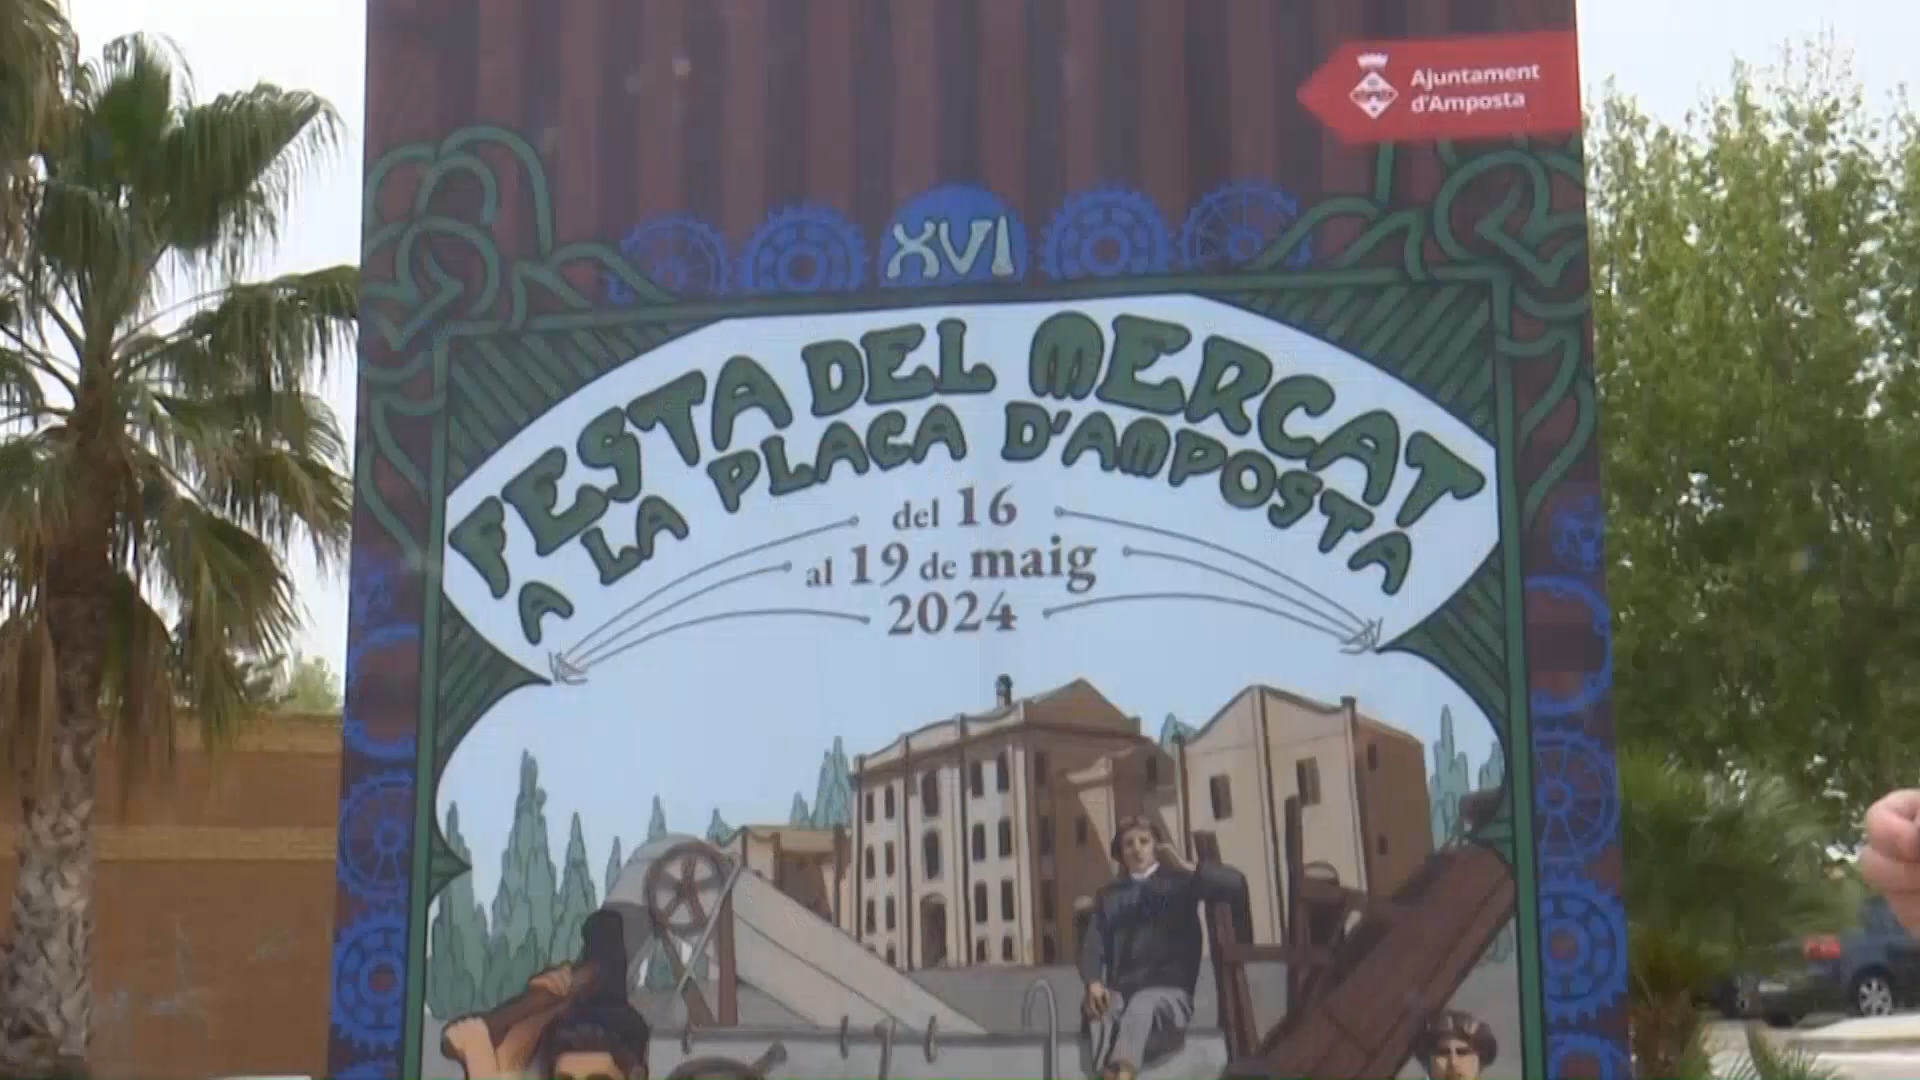 Ajuntament
d'Amposta
XVI
FESTA DEL MERCAT
A LA PLAÇA D'AMPOSTA
del 16
al 19 de maig
2024